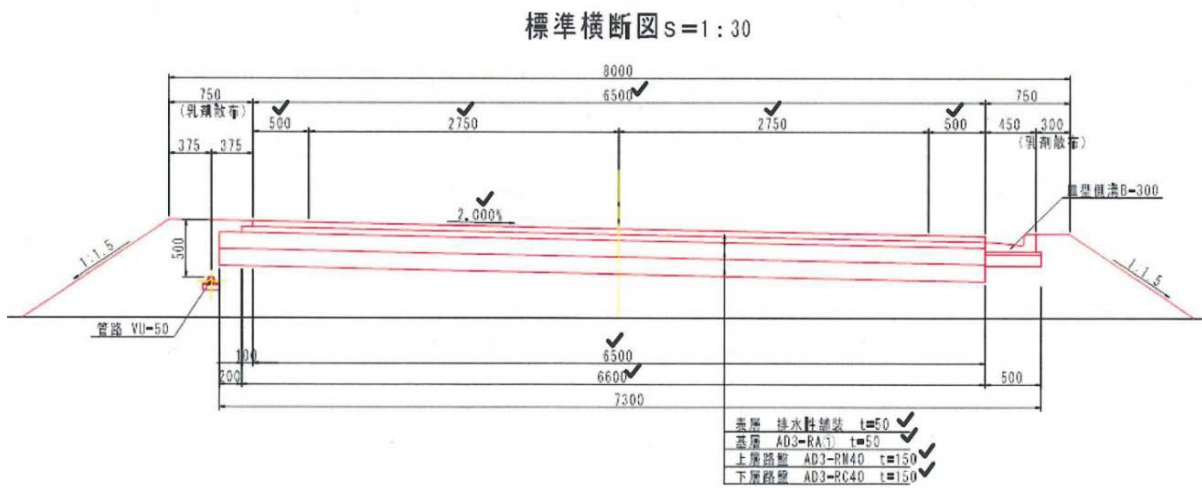 標準横断図 S=1:30
8000
750 6500 750
(乳剤散布)
500 2750 2750 500 450 300
(乳剤散布)
375 375
皿型側溝B-300
2.000%
1:1.5 500 1:1.5
管路 VU-50
100 6500
200 6600 500
7300
表層 排水性舗装 t=50
基層 AD3-RA① t=50
上層路盤 AD3-RM40 t=150
下層路盤 AD3-RC40 t=150